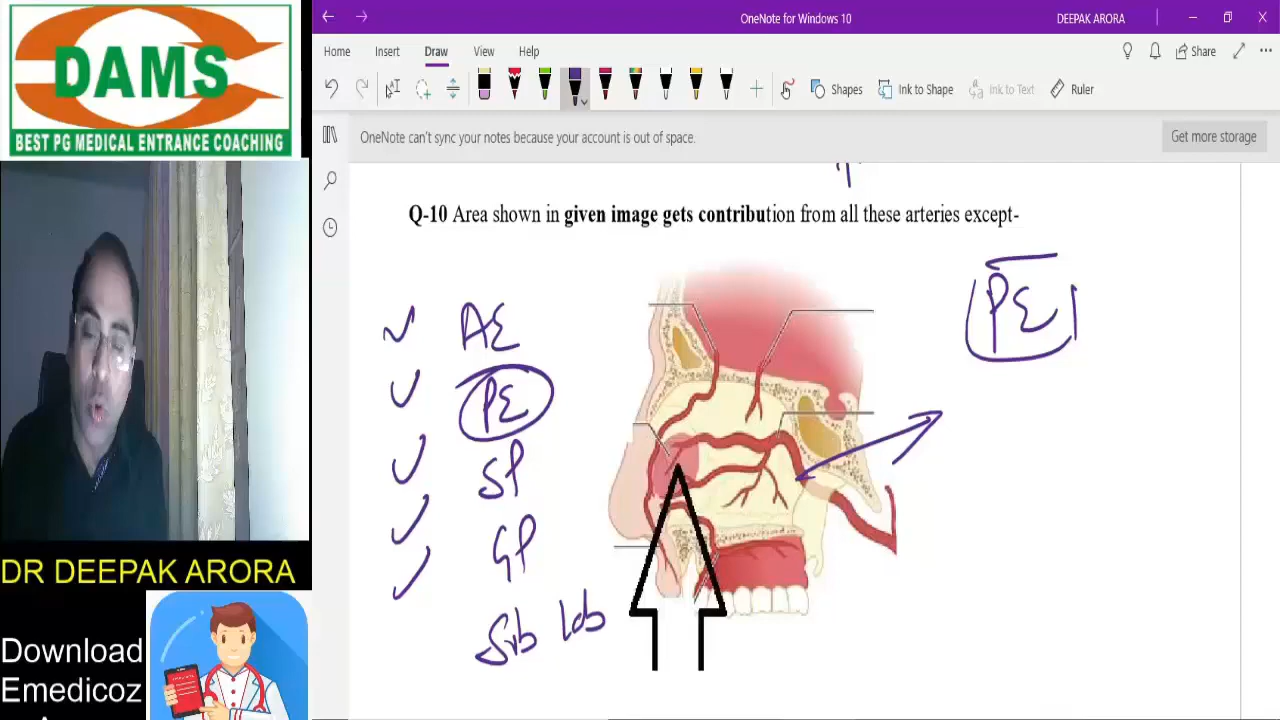 DAMS
BEST PG MEDICAL ENTRANCE COACHING
OneNote for Windows 10
DEEPAK ARORA
Home
Insert
Draw
View
Help
Share
Shapes
Ink to Shape
Ink to Text
Ruler
OneNote can't sync your notes because your account is out of space.
Get more storage
Q-10 Area shown in given image gets contribution from all these arteries except-
AE
PE
SP
GP
Sub lab
PE
DR DEEPAK ARORA
Download
Emedicoz